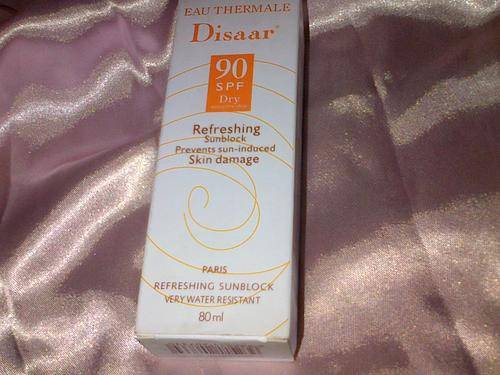 EAU THERMALE
Disaar
90
SPF
Dry
Refreshing
Sunblock
Prevents sun-induced
Skin damage
PARIS
REFRESHING SUNBLOCK
VERY WATER RESISTANT
80ml